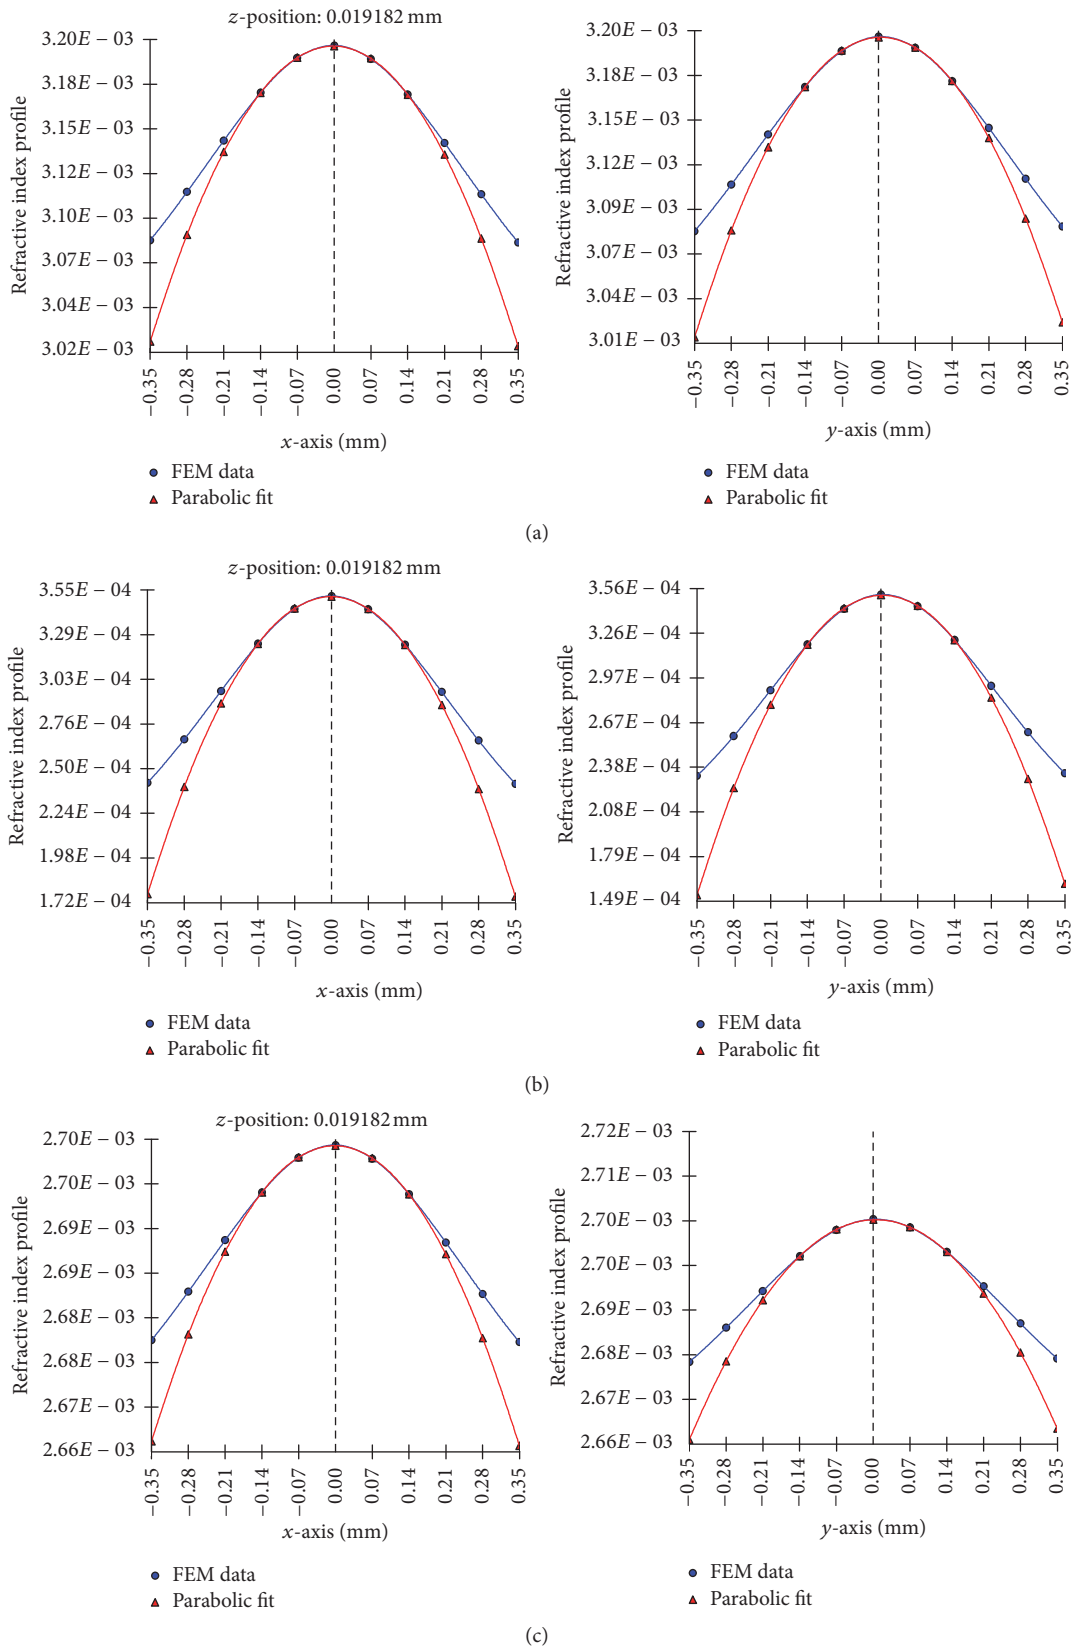 z-position: 0.019182 mm
Refractive index profile
3.20E − 03
3.18E − 03
3.15E − 03
3.12E − 03
3.10E − 03
3.07E − 03
3.04E − 03
3.02E − 03
−0.35
−0.28
−0.21
−0.14
−0.07
0.00
0.07
0.14
0.21
0.28
0.35
x-axis (mm)
FEM data
Parabolic fit
Refractive index profile
3.20E − 03
3.18E − 03
3.15E − 03
3.12E − 03
3.09E − 03
3.07E − 03
3.04E − 03
3.01E − 03
−0.35
−0.28
−0.21
−0.14
−0.07
0.00
0.07
0.14
0.21
0.28
0.35
y-axis (mm)
FEM data
Parabolic fit
(a)
z-position: 0.019182 mm
Refractive index profile
3.55E − 04
3.29E − 04
3.03E − 04
2.76E − 04
2.50E − 04
2.24E − 04
1.98E − 04
1.72E − 04
−0.35
−0.28
−0.21
−0.14
−0.07
0.00
0.07
0.14
0.21
0.28
0.35
x-axis (mm)
FEM data
Parabolic fit
Refractive index profile
3.56E − 04
3.26E − 04
2.97E − 04
2.67E − 04
2.38E − 04
2.08E − 04
1.79E − 04
1.49E − 04
−0.35
−0.28
−0.21
−0.14
−0.07
0.00
0.07
0.14
0.21
0.28
0.35
y-axis (mm)
FEM data
Parabolic fit
(b)
z-position: 0.019182 mm
Refractive index profile
2.70E − 03
2.70E − 03
2.69E − 03
2.69E − 03
2.68E − 03
2.68E − 03
2.67E − 03
2.66E − 03
−0.35
−0.28
−0.21
−0.14
−0.07
0.00
0.07
0.14
0.21
0.28
0.35
x-axis (mm)
FEM data
Parabolic fit
Refractive index profile
2.72E − 03
2.71E − 03
2.70E − 03
2.70E − 03
2.69E − 03
2.68E − 03
2.67E − 03
2.66E − 03
−0.35
−0.28
−0.21
−0.14
−0.07
0.00
0.07
0.14
0.21
0.28
0.35
y-axis (mm)
FEM data
Parabolic fit
(c)